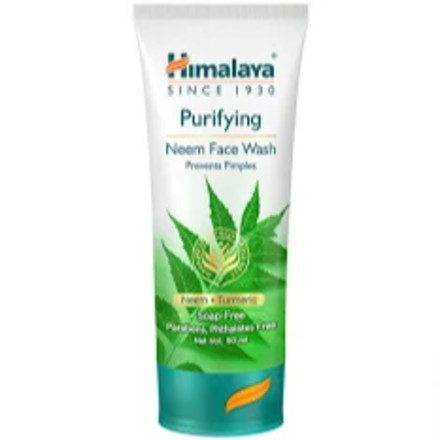 Himalaya
SINCE 1930
Purifying
Neem Face Wash
Prevents Pimples
Neem • Turmeric
Soap-Free
Parabens, Phthalates Free
Net Vol. 50 ml